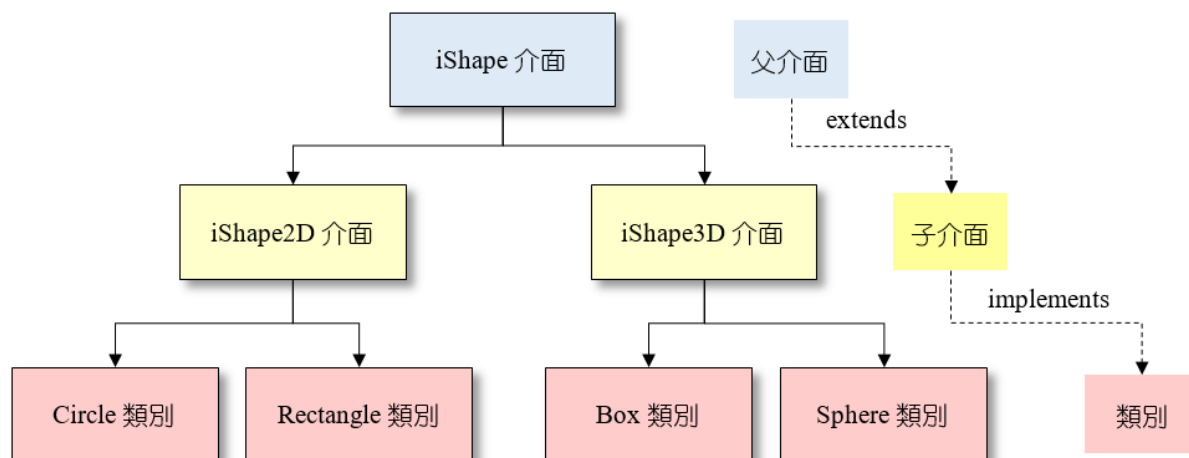 iShape 介面
父介面
extends
iShape2D 介面
iShape3D 介面
子介面
implements
Circle 類別
Rectangle 類別
Box 類別
Sphere 類別
類別